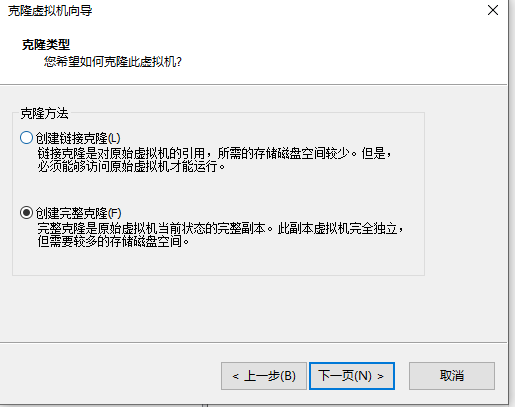 克隆虚拟机向导
克隆类型
您希望如何克隆此虚拟机?
克隆方法
创建链接克隆(L)
链接克隆是对原始虚拟机的引用，所需的存储磁盘空间较少。但是，
必须能够访问原始虚拟机才能运行。
创建完整克隆(F)
完整克隆是原始虚拟机当前状态的完整副本。此副本虚拟机完全独立，
但需要较多的存储磁盘空间。
< 上一步(B) 下一页(N) > 取消